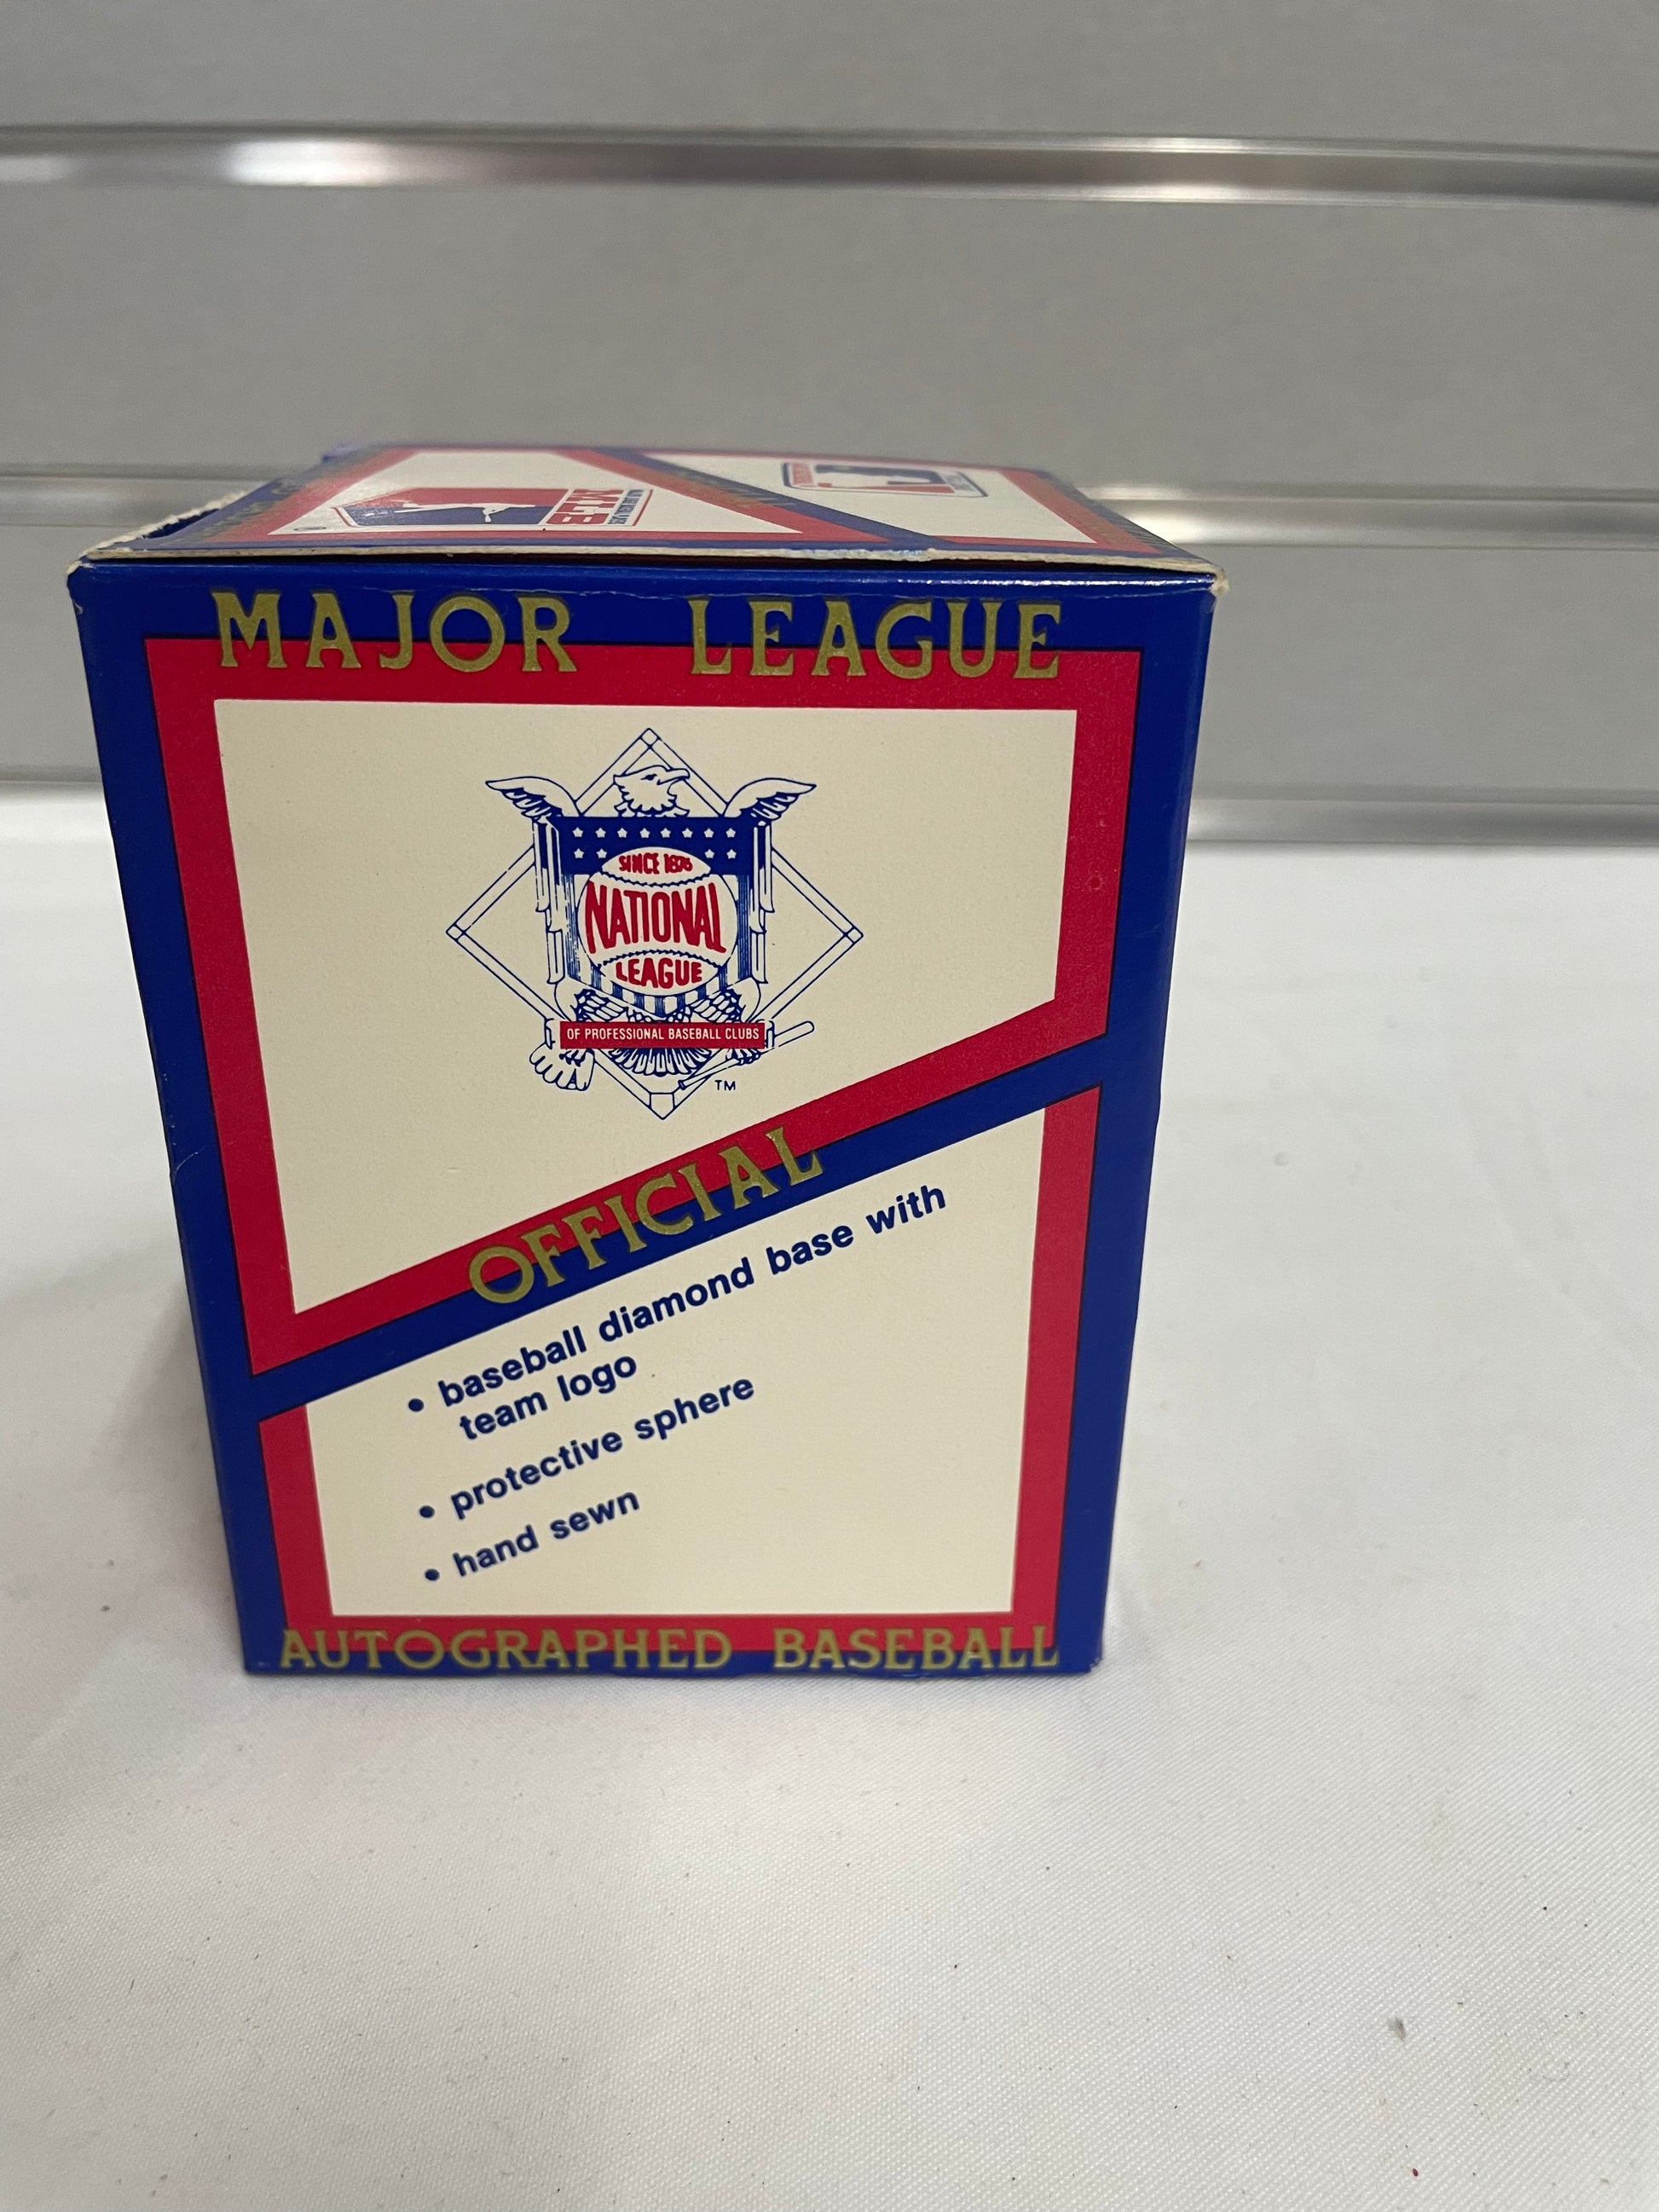 MLB
MAJOR LEAGUE
SINCE 1876
NATIONAL
LEAGUE
OF PROFESSIONAL BASEBALL CLUBS
TM
OFFICIAL
• baseball diamond base with
team logo
• protective sphere
• hand sewn
AUTOGRAPHED BASEBALL